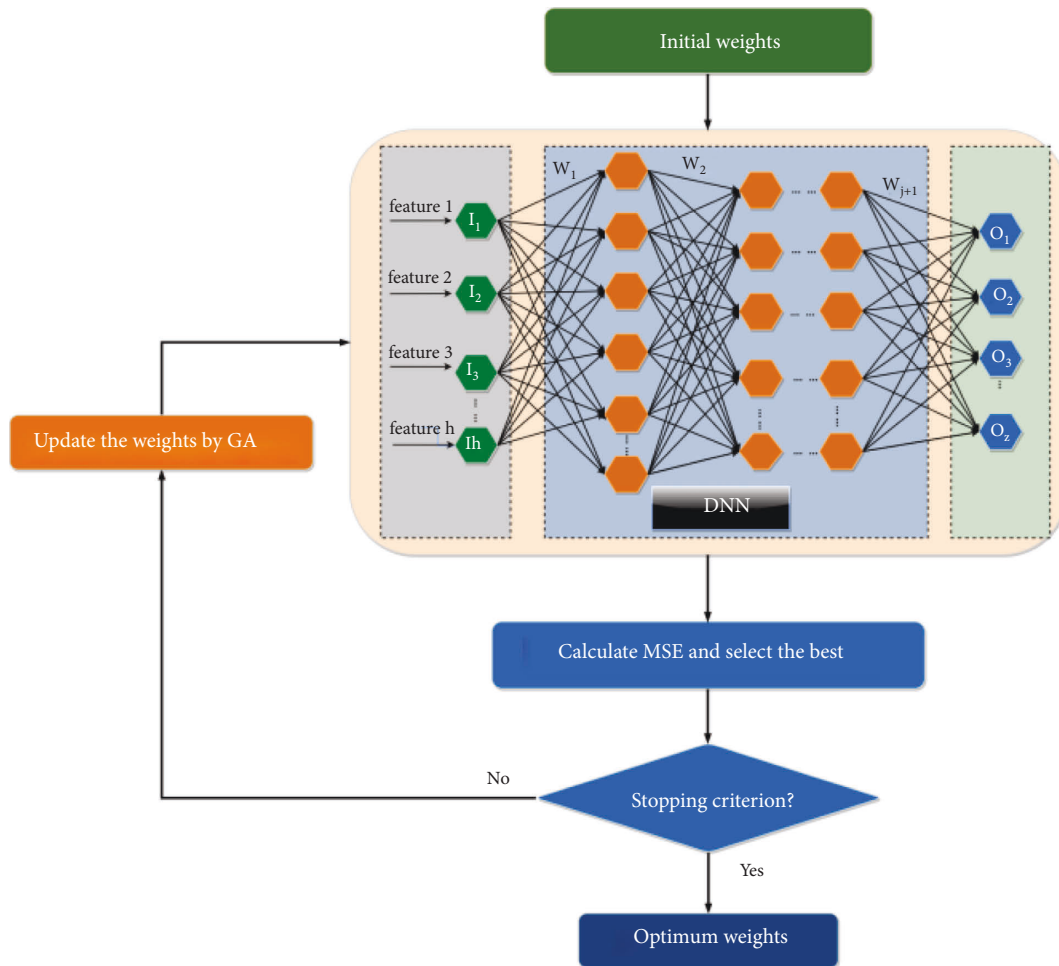 Initial weights
W1
W2
Wj+1
feature 1
I1
O1
feature 2
I2
O2
feature 3
I3
O3
feature h
Ih
Oz
Update the weights by GA
DNN
Calculate MSE and select the best
No
Stopping criterion?
Yes
Optimum weights